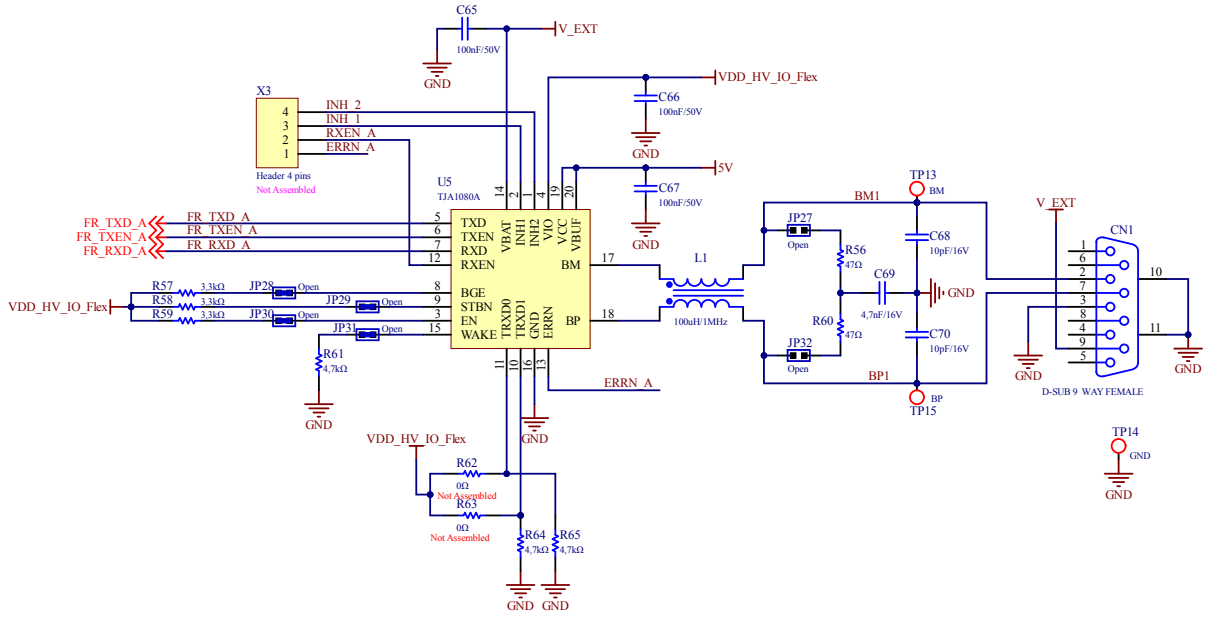 C65
100nF/50V
V_EXT
GND
VDD_HV_IO_Flex
C66
100nF/50V
GND
X3
4
3
2
1
INH_2
INH_1
RXEN_A
ERRN_A
Header 4 pins
Not Assembled
5V
C67
100nF/50V
GND
U5
TJA1080A
14
2
1
4
19
20
VBAT
INH1
INH2
VIO
VCC
VBUF
FR_TXD_A
FR_TXEN_A
FR_RXD_A
FR_TXD_A
FR_TXEN_A
FR_RXD_A
5
6
7
12
TXD
TXEN
RXD
RXEN
8
9
3
15
BGE
STBN
EN
WAKE
BM
17
BP
18
VDD_HV_IO_Flex
R57
3,3kΩ
JP28
Open
R58
3,3kΩ
JP29
Open
R59
3,3kΩ
JP30
Open
JP31
Open
R61
4,7kΩ
GND
TRXD0
TRXD1
GND
ERRN
11
10
16
13
ERRN_A
GND
VDD_HV_IO_Flex
R62
0Ω
Not Assembled
R63
0Ω
Not Assembled
R64
4,7kΩ
R65
4,7kΩ
GND
GND
L1
100uH/1MHz
BM1
TP13
BM
JP27
Open
R56
47Ω
C68
10pF/16V
C69
4,7nF/16V
GND
R60
47Ω
C70
10pF/16V
JP32
Open
BP1
BP
TP15
V_EXT
CN1
1
6
2
7
3
8
4
9
5
10
11
GND
GND
D-SUB 9 WAY FEMALE
TP14
GND
GND